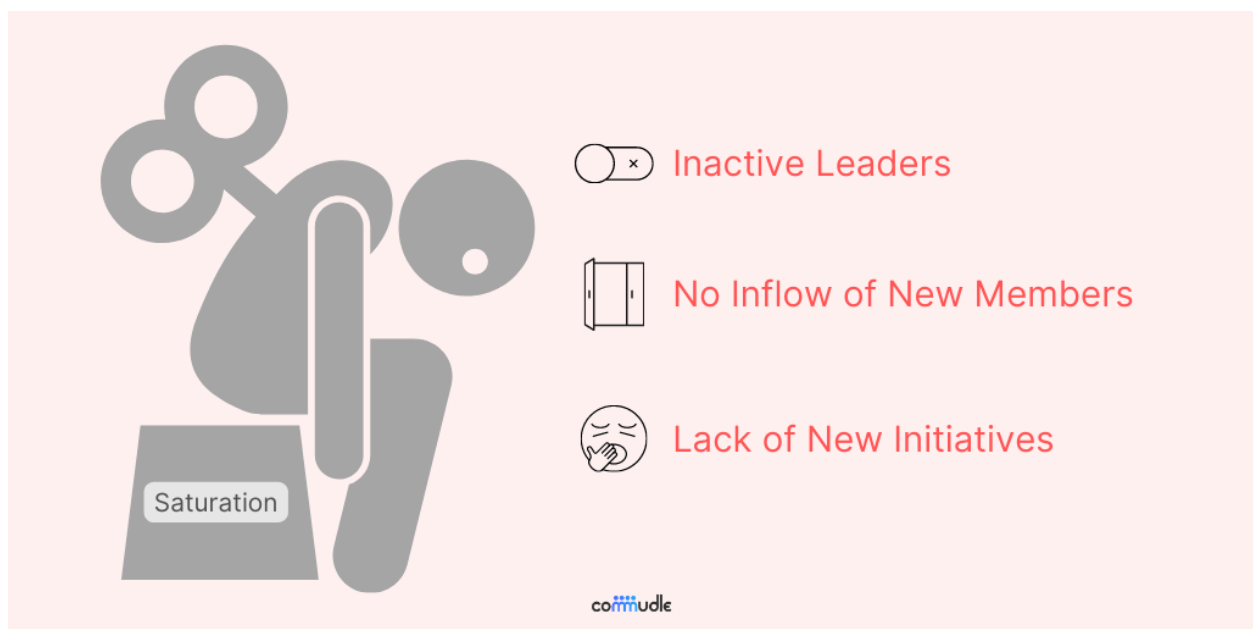 Inactive Leaders
No Inflow of New Members
Lack of New Initiatives
Saturation
commudle